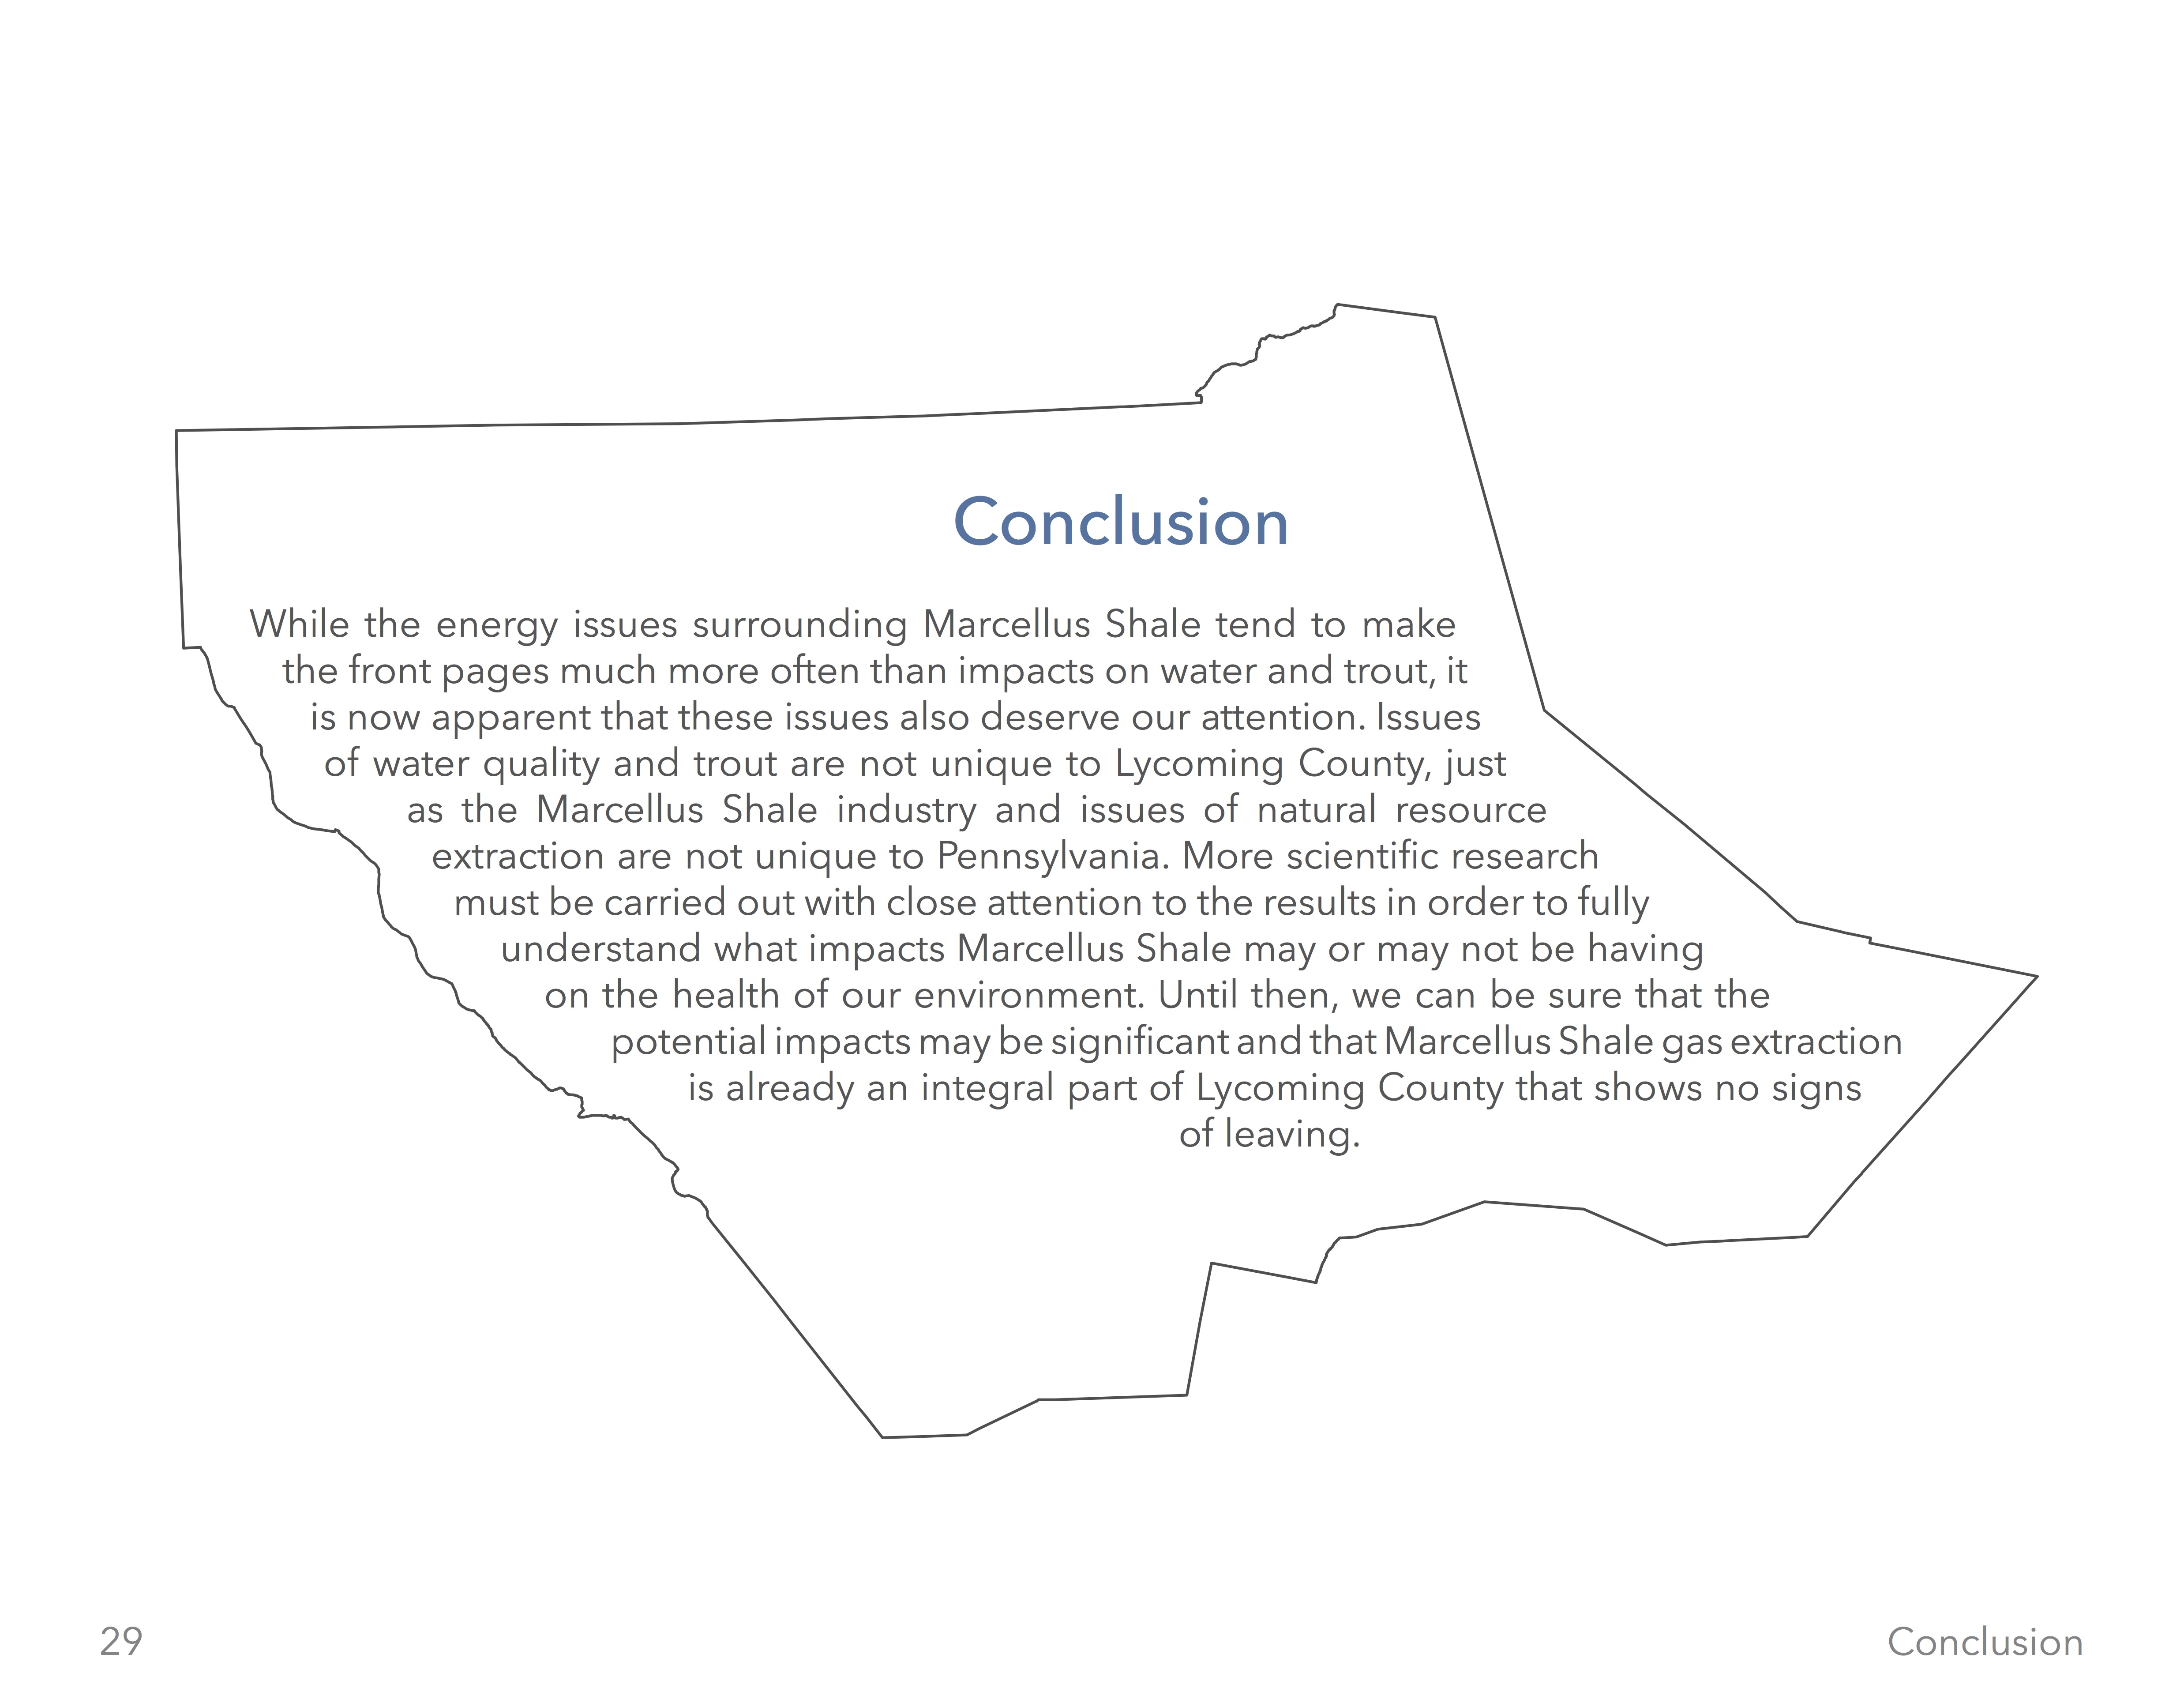 Conclusion
While the energy issues surrounding Marcellus Shale tend to make
the front pages much more often than impacts on water and trout, it
is now apparent that these issues also deserve our attention. Issues
of water quality and trout are not unique to Lycoming County, just
as the Marcellus Shale industry and issues of natural resource
extraction are not unique to Pennsylvania. More scientific research
must be carried out with close attention to the results in order to fully
understand what impacts Marcellus Shale may or may not be having
on the health of our environment. Until then, we can be sure that the
potential impacts may be significant and that Marcellus Shale gas extraction
is already an integral part of Lycoming County that shows no signs
of leaving.
29
Conclusion